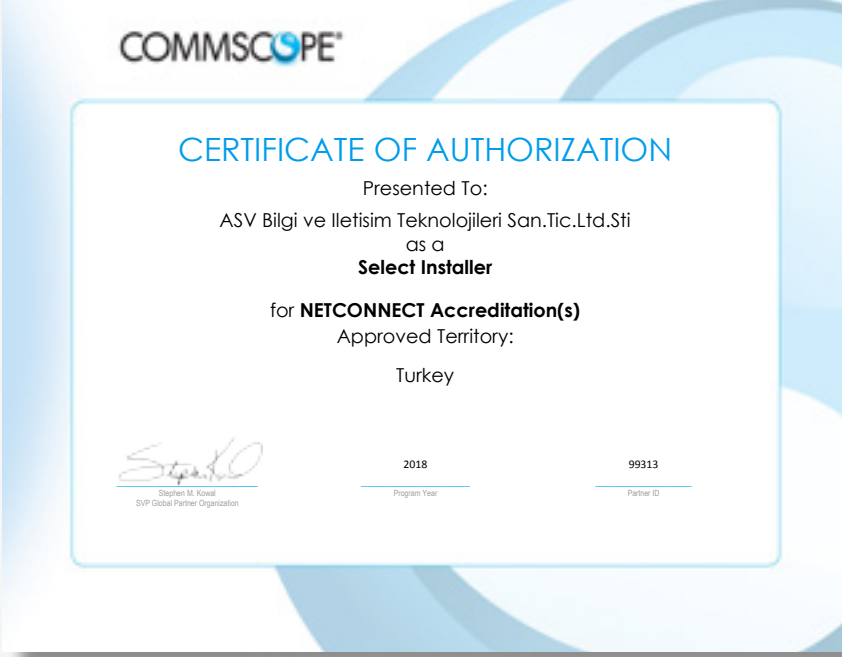 COMMSCOPE®
CERTIFICATE OF AUTHORIZATION
Presented To:
ASV Bilgi ve Iletisim Teknolojileri San.Tic.Ltd.Sti
as a
Select Installer
for NETCONNECT Accreditation(s)
Approved Territory:
Turkey
2018
99313
Stephen M. Kowal
SVP Global Partner Organization
Program Year
Partner ID